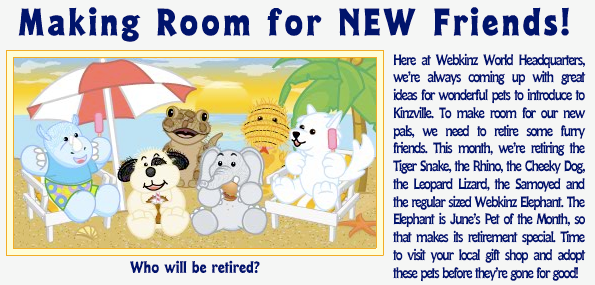 Making Room for NEW Friends!
Here at Webkinz World Headquarters,
we're always coming up with great
ideas for wonderful pets to introduce to
Kinzville. To make room for our new
pals, we need to retire some furry
friends. This month, we're retiring the
Tiger Snake, the Rhino, the Cheeky Dog,
the Leopard Lizard, the Samoyed and
the regular sized Webkinz Elephant. The
Elephant is June's Pet of the Month, so
that makes its retirement special. Time
to visit your local gift shop and adopt
these pets before they're gone for good!
Who will be retired?